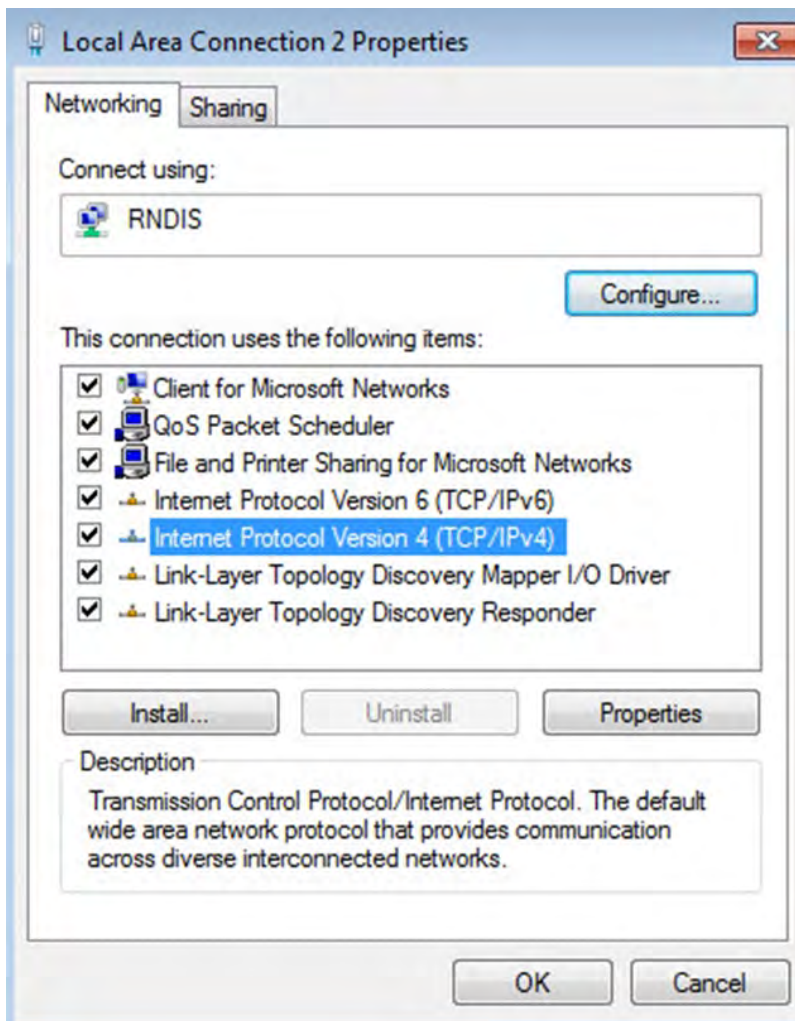 Local Area Connection 2 Properties
Networking
Sharing
Connect using:
RNDIS
Configure...
This connection uses the following items:
Client for Microsoft Networks
QoS Packet Scheduler
File and Printer Sharing for Microsoft Networks
Internet Protocol Version 6 (TCP/IPv6)
Internet Protocol Version 4 (TCP/IPv4)
Link-Layer Topology Discovery Mapper I/O Driver
Link-Layer Topology Discovery Responder
Install...
Uninstall
Properties
Description
Transmission Control Protocol/Internet Protocol. The default
wide area network protocol that provides communication
across diverse interconnected networks.
OK
Cancel